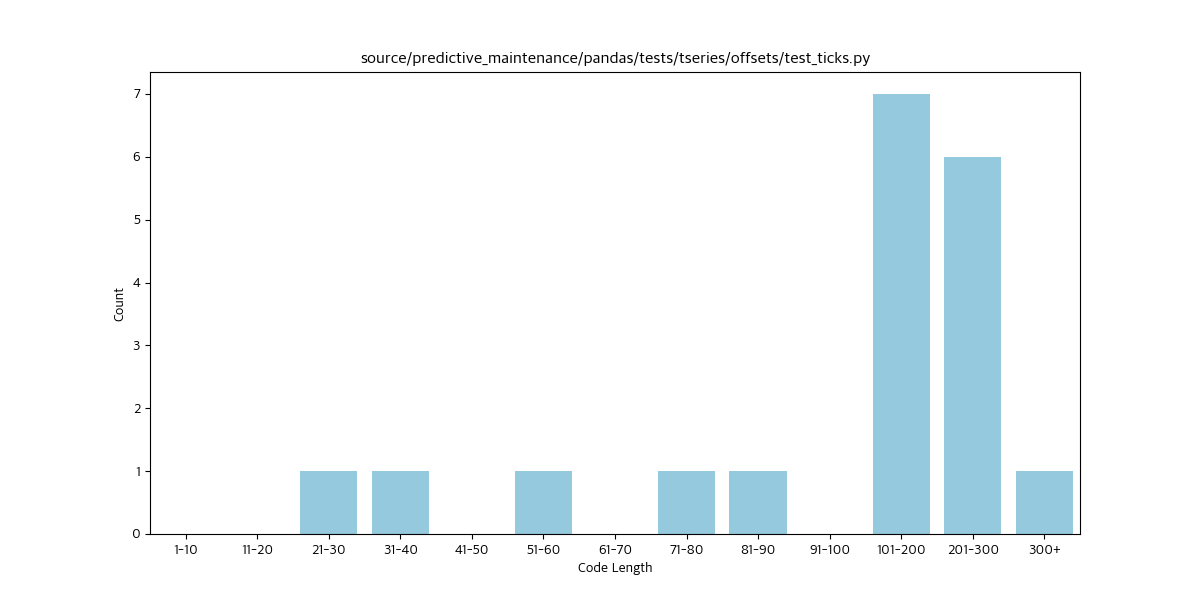 source/predictive_maintenance/pandas/tests/tseries/offsets/test_ticks.py
7
6
5
4
3
2
1
0
Count
1-10 11-20 21-30 31-40 41-50 51-60 61-70 71-80 81-90 91-100 101-200 201-300 300+
Code Length